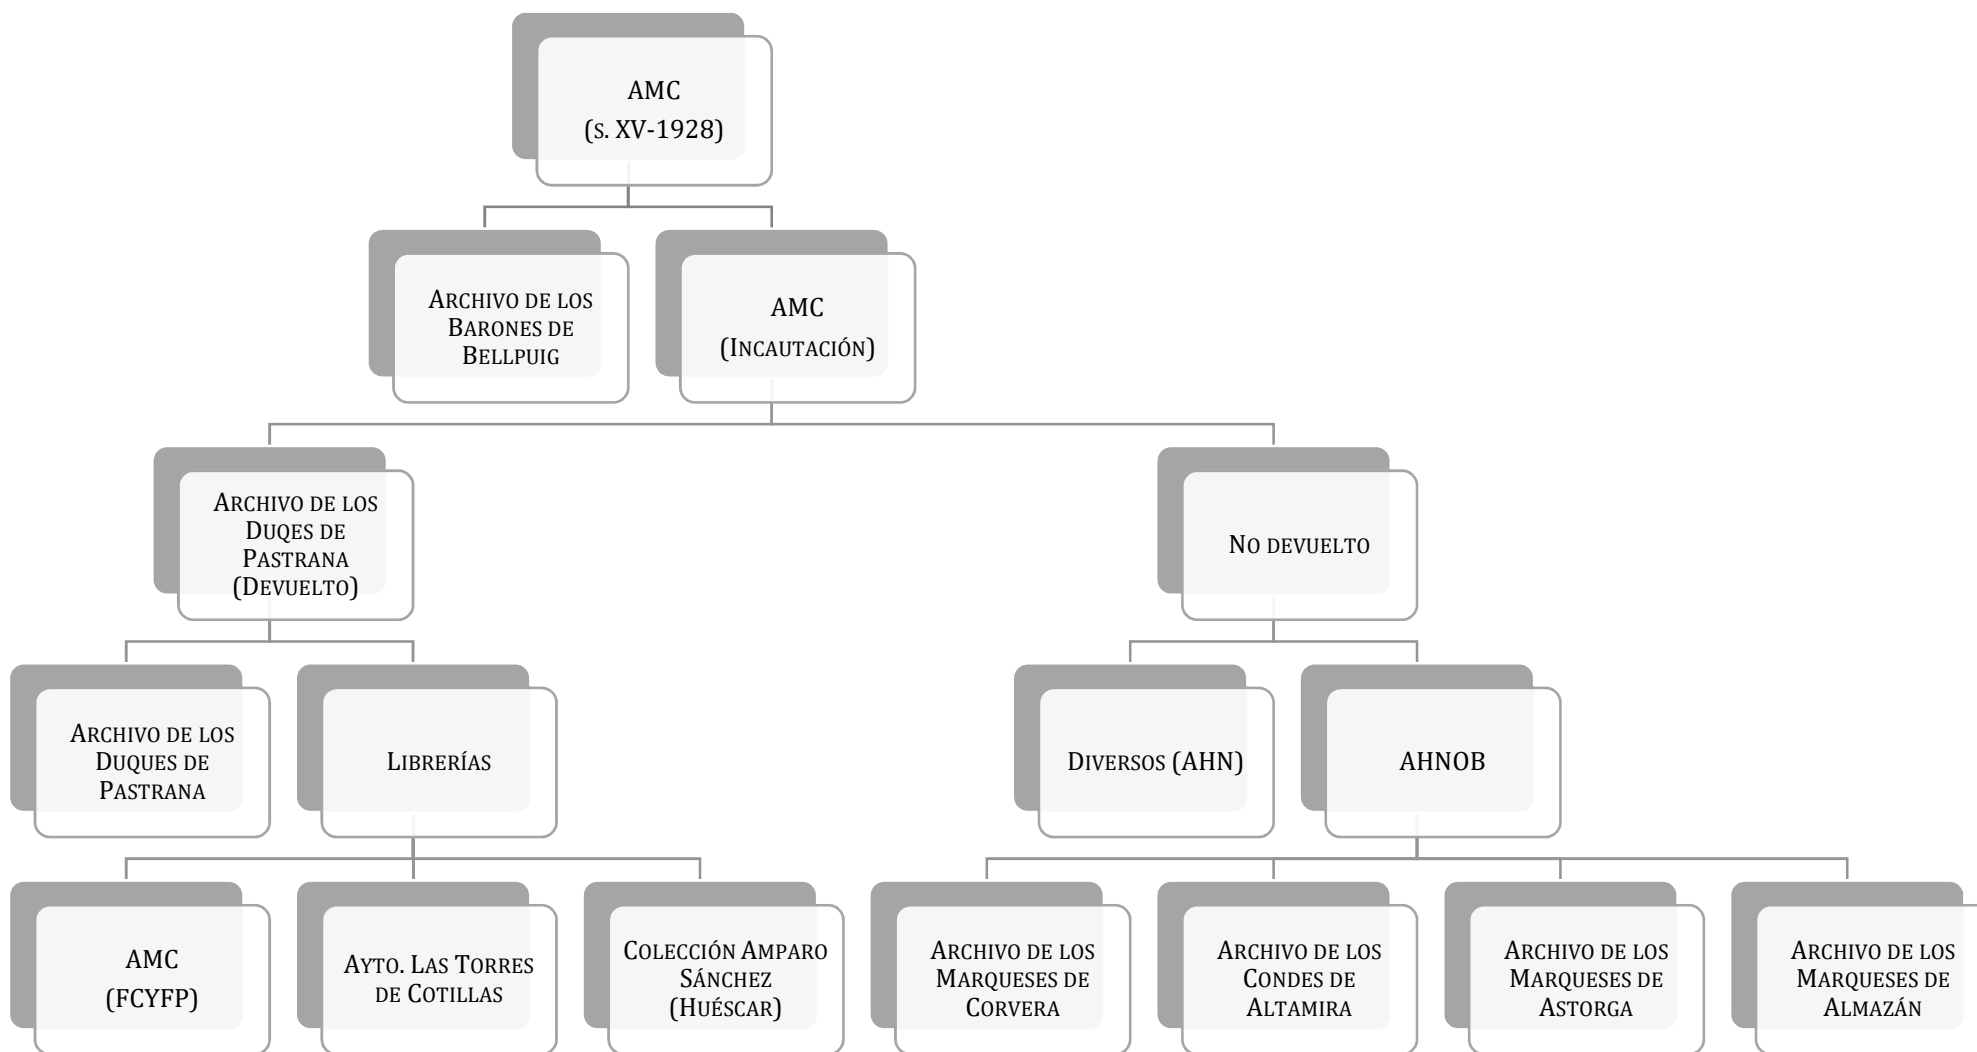 AMC
(S. XV-1928)
ARCHIVO DE LOS
BARONES DE
BELLPUIG
AMC
(INCAUTACIÓN)
ARCHIVO DE LOS
DUQES DE
PASTRANA
(DEVUELTO)
NO DEVUELTO
ARCHIVO DE LOS
DUQUES DE
PASTRANA
LIBRERÍAS
DIVERSOS (AHN)
AHNOB
AMC
(FCYFP)
AYTO. LAS TORRES
DE COTILLAS
COLECCIÓN AMPARO
SÁNCHEZ
(HUÉSCAR)
ARCHIVO DE LOS
MARQUESES DE
CORVERA
ARCHIVO DE LOS
CONDES DE
ALTAMIRA
ARCHIVO DE LOS
MARQUESES DE
ASTORGA
ARCHIVO DE LOS
MARQUESES DE
ALMAZÁN